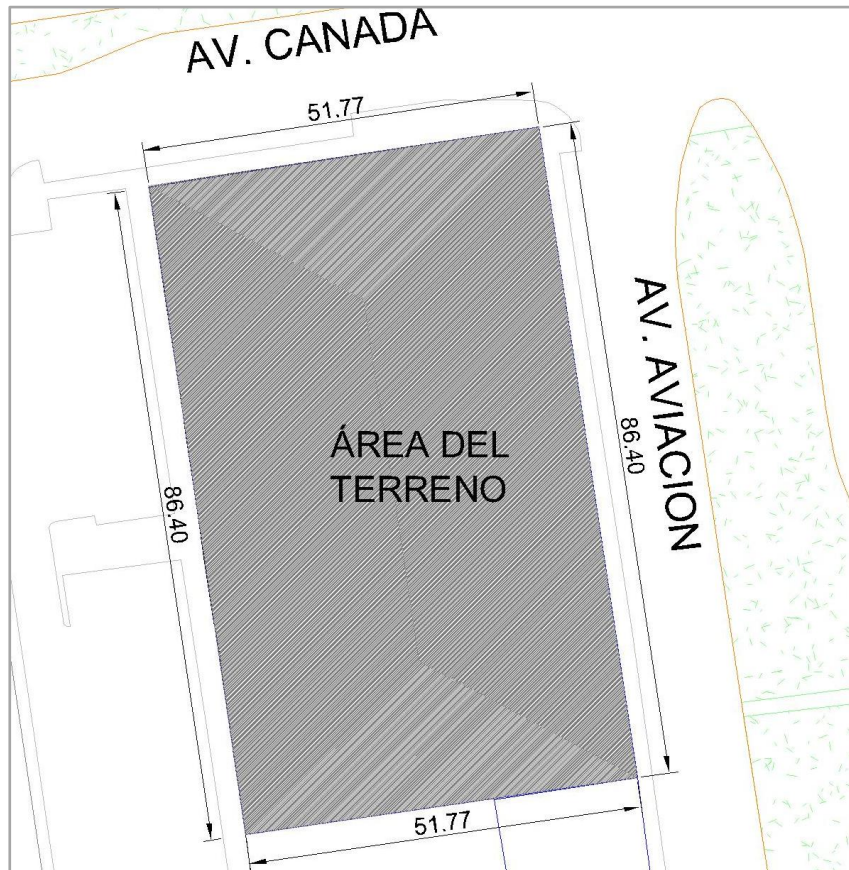 AV. CANADA
51.77
AV. AVIACION
ÁREA DEL
TERRENO
86.40
86.40
51.77